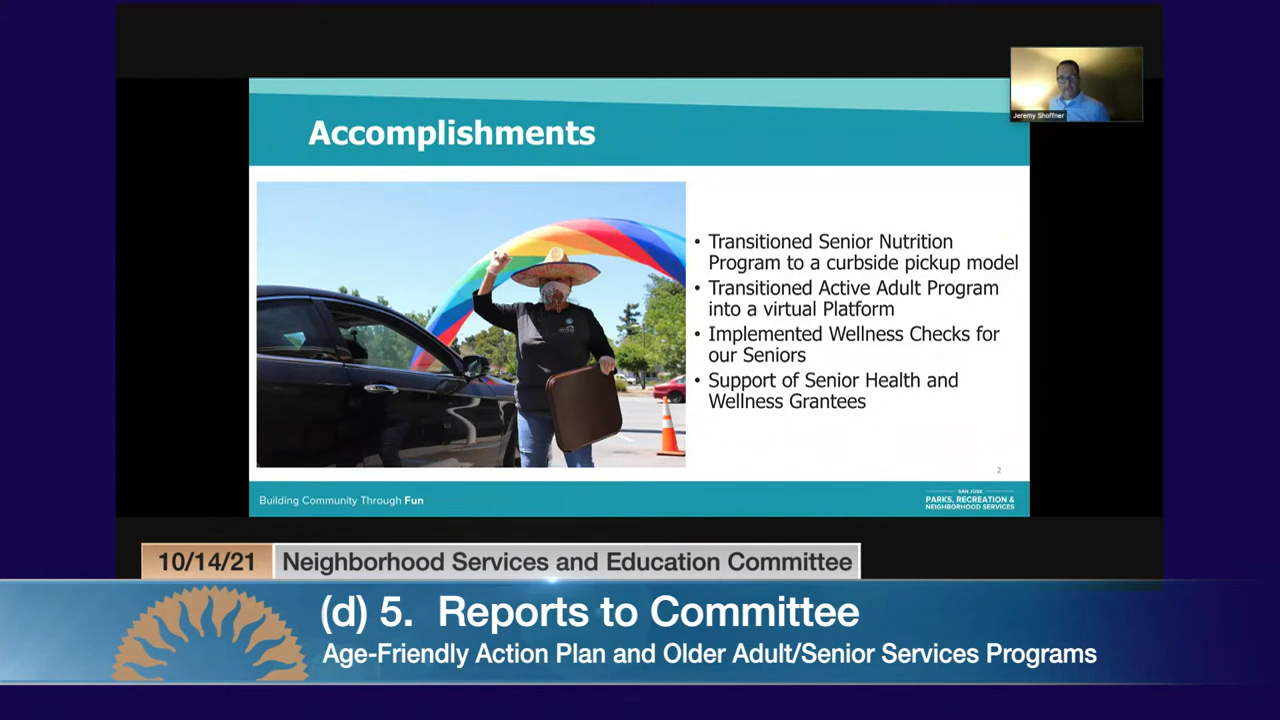 Jeremy Shoffner
Accomplishments
• Transitioned Senior Nutrition
Program to a curbside pickup model
• Transitioned Active Adult Program
into a virtual Platform
• Implemented Wellness Checks for
our Seniors
• Support of Senior Health and
Wellness Grantees
2
Building Community Through Fun
SAN JOSE
PARKS, RECREATION &
NEIGHBORHOOD SERVICES
10/14/21 Neighborhood Services and Education Committee
(d) 5. Reports to Committee
Age-Friendly Action Plan and Older Adult/Senior Services Programs